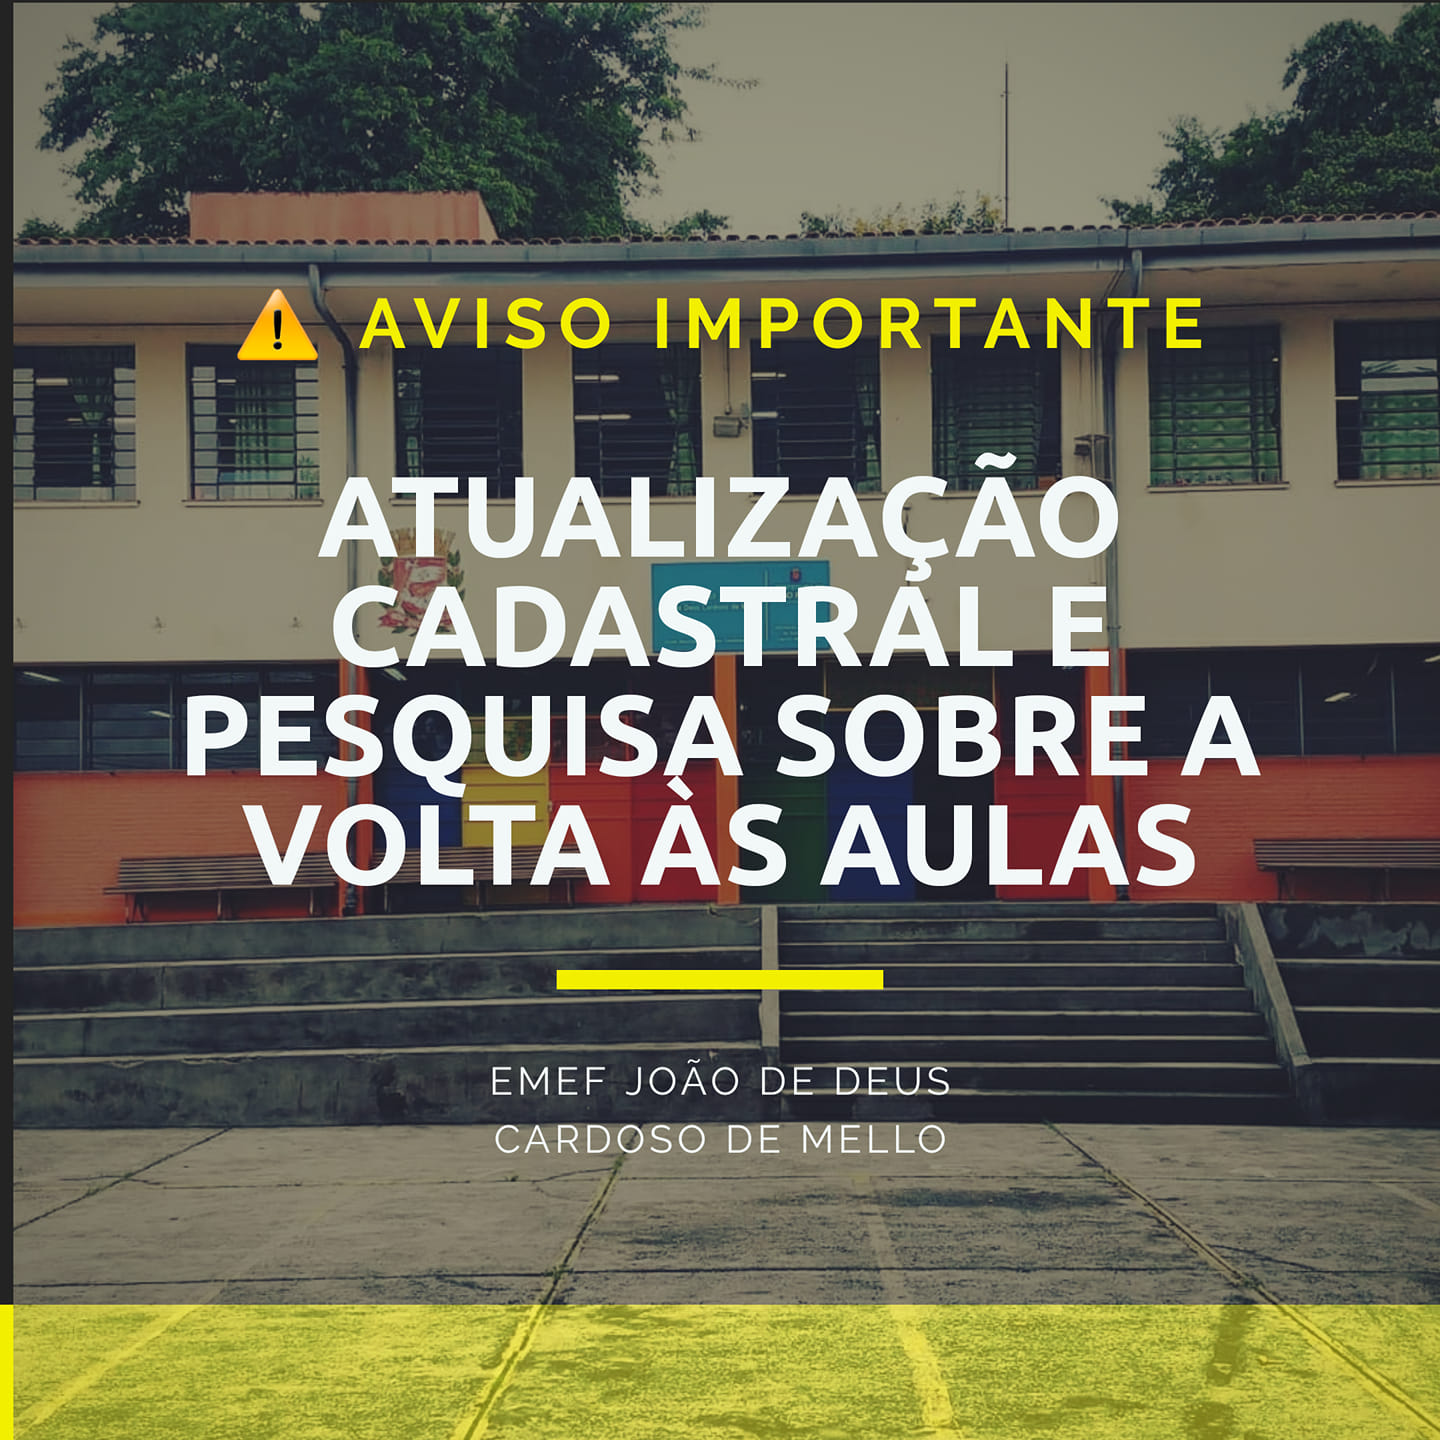 ⚠️ AVISO IMPORTANTE
ATUALIZAÇÃO
CADASTRAL E
PESQUISA SOBRE A
VOLTA ÀS AULAS
EMEF JOÃO DE DEUS
CARDOSO DE MELLO